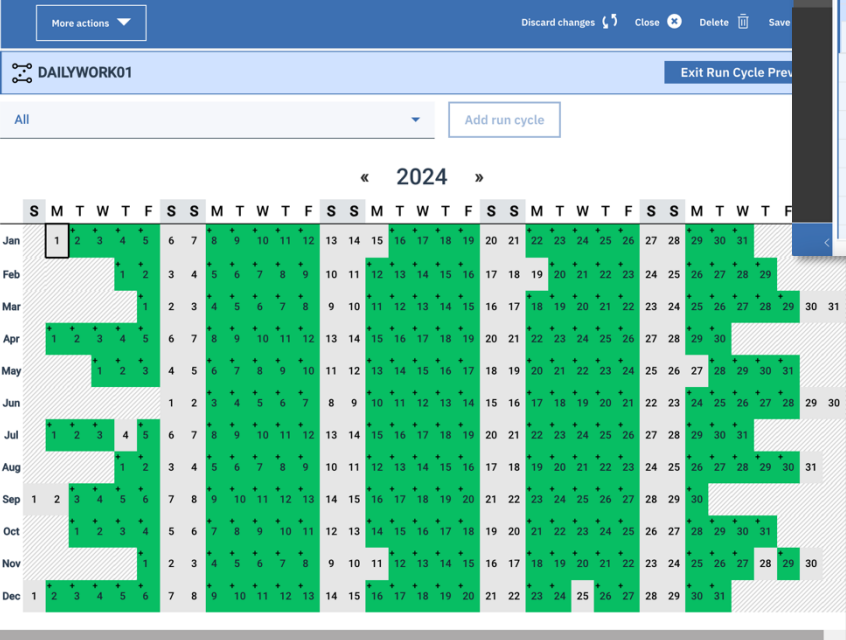 More actions Discard changes Close Delete Save
DAILYWORK01 Exit Run Cycle Prev
All Add run cycle
« 2024 »
S M T W T F S S M T W T F S S M T W T F S S M T W T F S S M T W T F
Jan 1 2 3 4 5 6 7 8 9 10 11 12 13 14 15 16 17 18 19 20 21 22 23 24 25 26 27 28 29 30 31
Feb 1 2 3 4 5 6 7 8 9 10 11 12 13 14 15 16 17 18 19 20 21 22 23 24 25 26 27 28 29
Mar 1 2 3 4 5 6 7 8 9 10 11 12 13 14 15 16 17 18 19 20 21 22 23 24 25 26 27 28 29 30 31
Apr 1 2 3 4 5 6 7 8 9 10 11 12 13 14 15 16 17 18 19 20 21 22 23 24 25 26 27 28 29 30
May 1 2 3 4 5 6 7 8 9 10 11 12 13 14 15 16 17 18 19 20 21 22 23 24 25 26 27 28 29 30 31
Jun 1 2 3 4 5 6 7 8 9 10 11 12 13 14 15 16 17 18 19 20 21 22 23 24 25 26 27 28 29 30
Jul 1 2 3 4 5 6 7 8 9 10 11 12 13 14 15 16 17 18 19 20 21 22 23 24 25 26 27 28 29 30 31
Aug 1 2 3 4 5 6 7 8 9 10 11 12 13 14 15 16 17 18 19 20 21 22 23 24 25 26 27 28 29 30 31
Sep 1 2 3 4 5 6 7 8 9 10 11 12 13 14 15 16 17 18 19 20 21 22 23 24 25 26 27 28 29 30
Oct 1 2 3 4 5 6 7 8 9 10 11 12 13 14 15 16 17 18 19 20 21 22 23 24 25 26 27 28 29 30 31
Nov 1 2 3 4 5 6 7 8 9 10 11 12 13 14 15 16 17 18 19 20 21 22 23 24 25 26 27 28 29 30
Dec 1 2 3 4 5 6 7 8 9 10 11 12 13 14 15 16 17 18 19 20 21 22 23 24 25 26 27 28 29 30 31